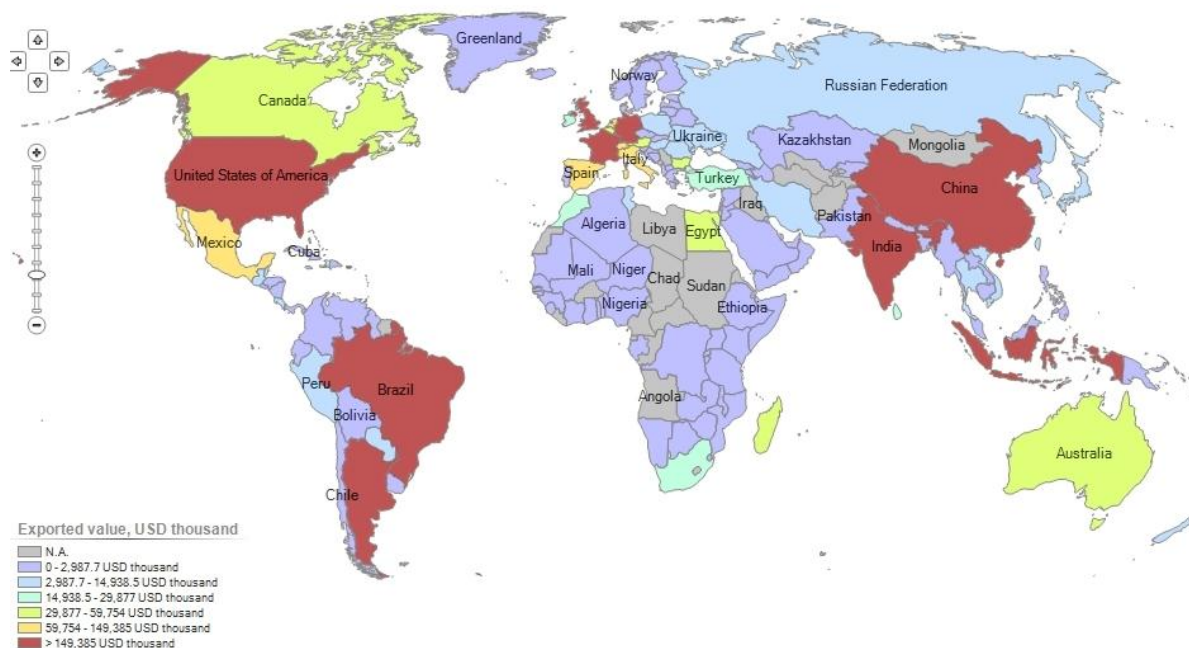 Greenland
Norway
Russian Federation
Canada
Ukraine
Kazakhstan
Mongolia
Italy
Spain
Turkey
United States of America
China
Iraq
Pakistan
Algeria
Libya
Egypt
India
Mexico
Cuba
Mali
Niger
Chad
Sudan
Nigeria
Ethiopia
Peru
Brazil
Angola
Bolivia
Australia
Chile
Exported value, USD thousand
N.A.
0 - 2,987.7 USD thousand
2,987.7 - 14,938.5 USD thousand
14,938.5 - 29,877 USD thousand
29,877 - 59,754 USD thousand
59,754 - 149,385 USD thousand
> 149,385 USD thousand